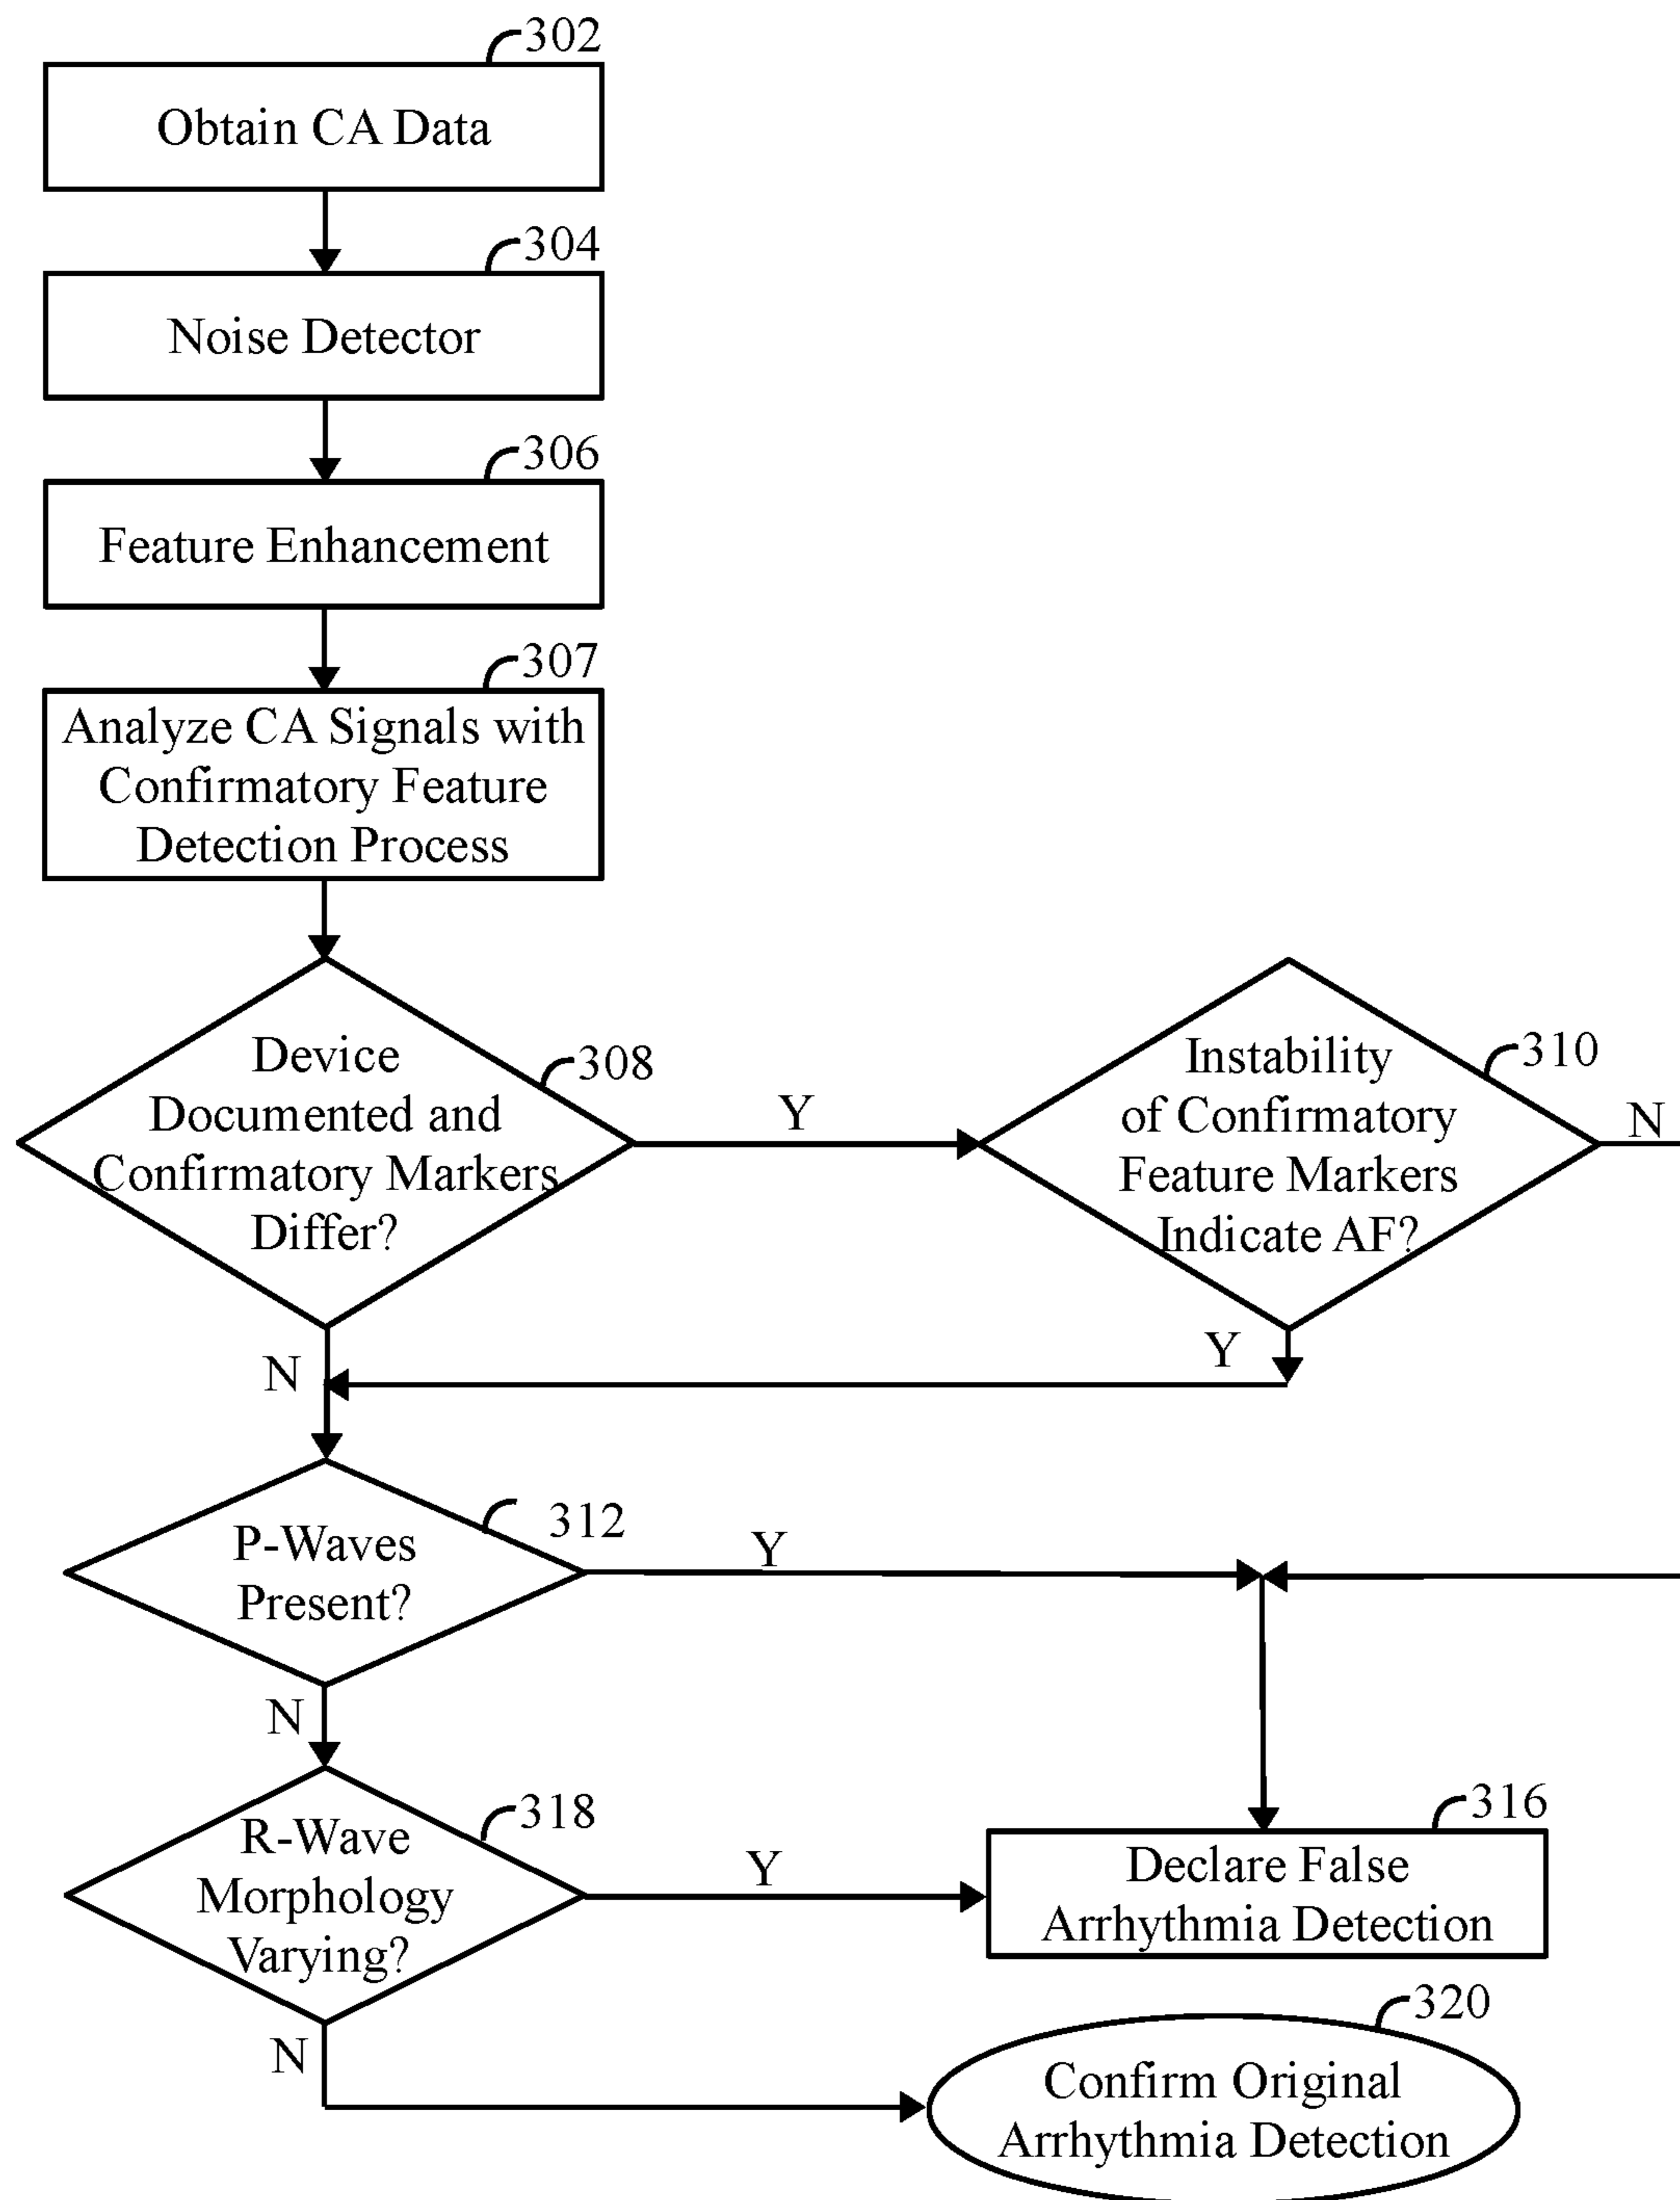 302
Obtain CA Data
304
Noise Detector
306
Feature Enhancement
307
Analyze CA Signals with
Confirmatory Feature
Detection Process
Device
Documented and
Confirmatory Markers
Differ?
308
Y
Instability
of Confirmatory
Feature Markers
Indicate AF?
310
N
N
Y
P-Waves
Present?
312
Y
N
R-Wave
Morphology
Varying?
318
Y
316
Declare False
Arrhythmia Detection
N
320
Confirm Original
Arrhythmia Detection